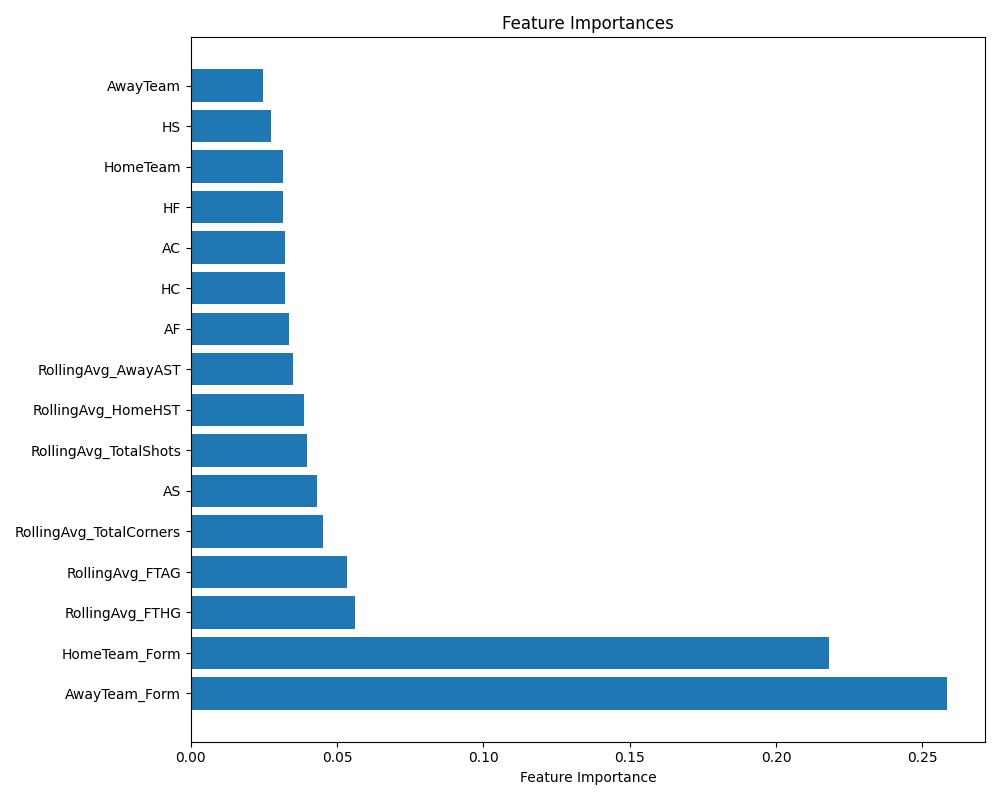 Feature Importances
AwayTeam
HS
HomeTeam
HF
AC
HC
AF
RollingAvg_AwayAST
RollingAvg_HomeHST
RollingAvg_TotalShots
AS
RollingAvg_TotalCorners
RollingAvg_FTAG
RollingAvg_FTHG
HomeTeam_Form
AwayTeam_Form
0.00 0.05 0.10 0.15 0.20 0.25
Feature Importance